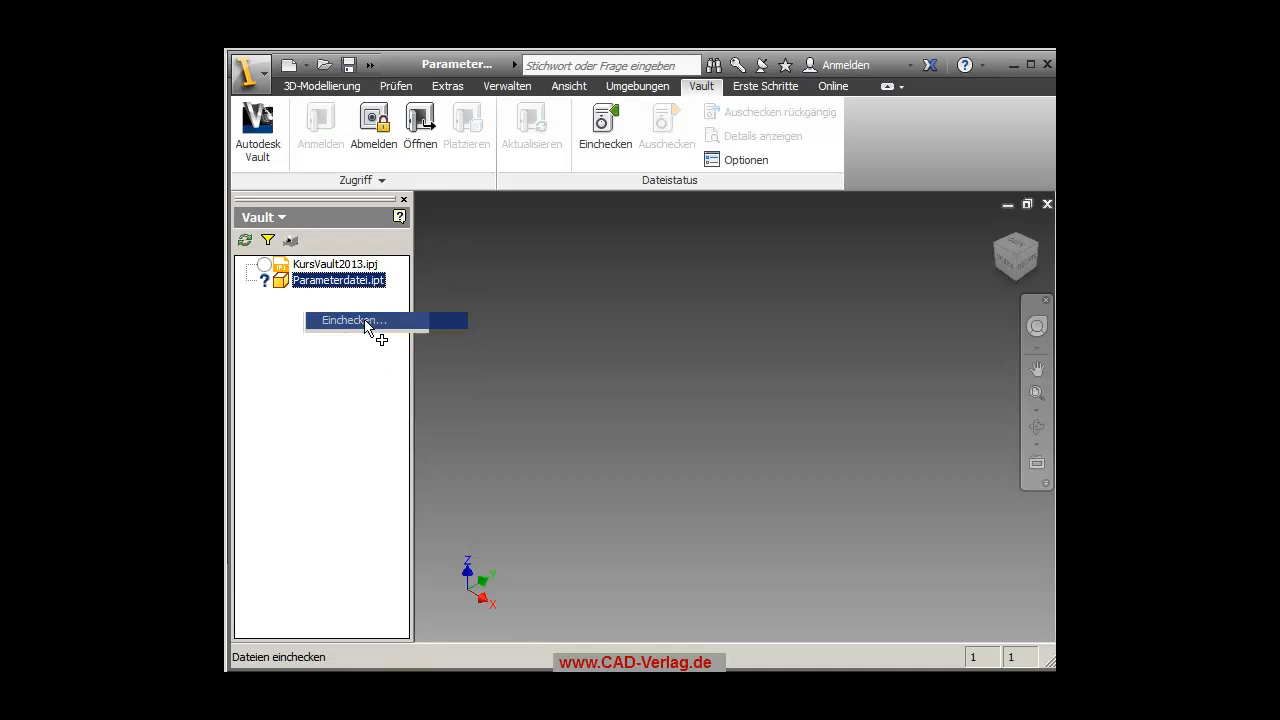 Parameter...
Stichwort oder Frage eingeben
Anmelden
3D-Modellierung Prüfen Extras Verwalten Ansicht Umgebungen Vault Erste Schritte Online
Autodesk Vault
Anmelden
Abmelden
Öffnen
Platzieren
Aktualisieren
Einchecken
Auschecken
Auschecken rückgängig
Details anzeigen
Optionen
Zugriff
Dateistatus
Vault
KursVault2013.ipj
Parameterdatei.ipt
Einchecken...
Z
Y
X
Dateien einchecken
www.CAD-Verlag.de
1 1